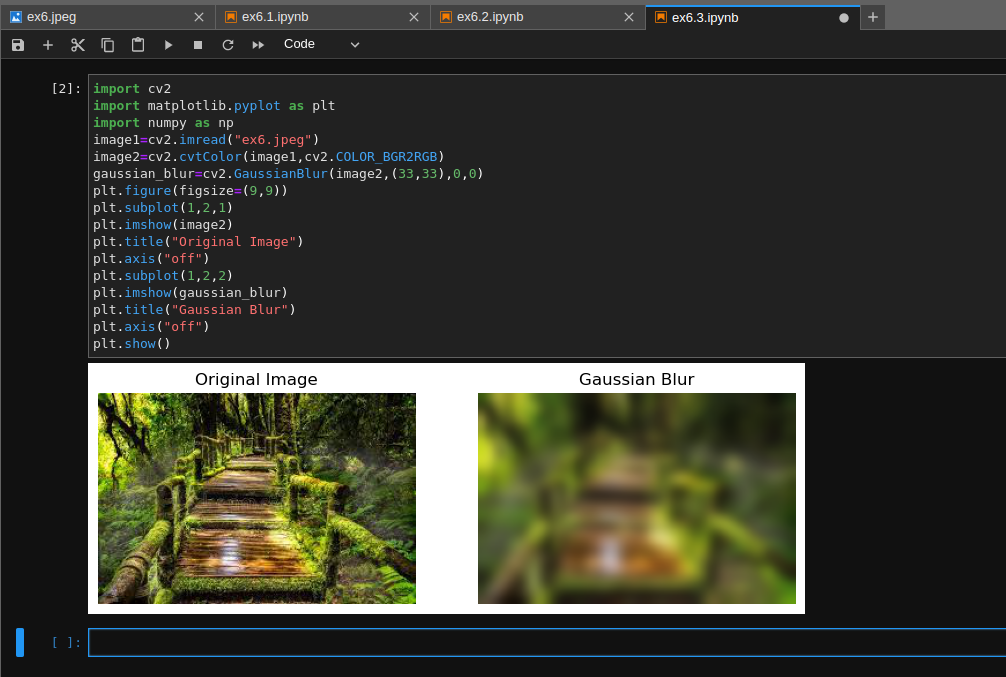 ex6.jpeg
ex6.1.ipynb
ex6.2.ipynb
ex6.3.ipynb
Code
[2]:
import cv2
import matplotlib.pyplot as plt
import numpy as np
image1=cv2.imread("ex6.jpeg")
image2=cv2.cvtColor(image1,cv2.COLOR_BGR2RGB)
gaussian_blur=cv2.GaussianBlur(image2,(33,33),0,0)
plt.figure(figsize=(9,9))
plt.subplot(1,2,1)
plt.imshow(image2)
plt.title("Original Image")
plt.axis("off")
plt.subplot(1,2,2)
plt.imshow(gaussian_blur)
plt.title("Gaussian Blur")
plt.axis("off")
plt.show()
Original Image
Gaussian Blur
[ ]: